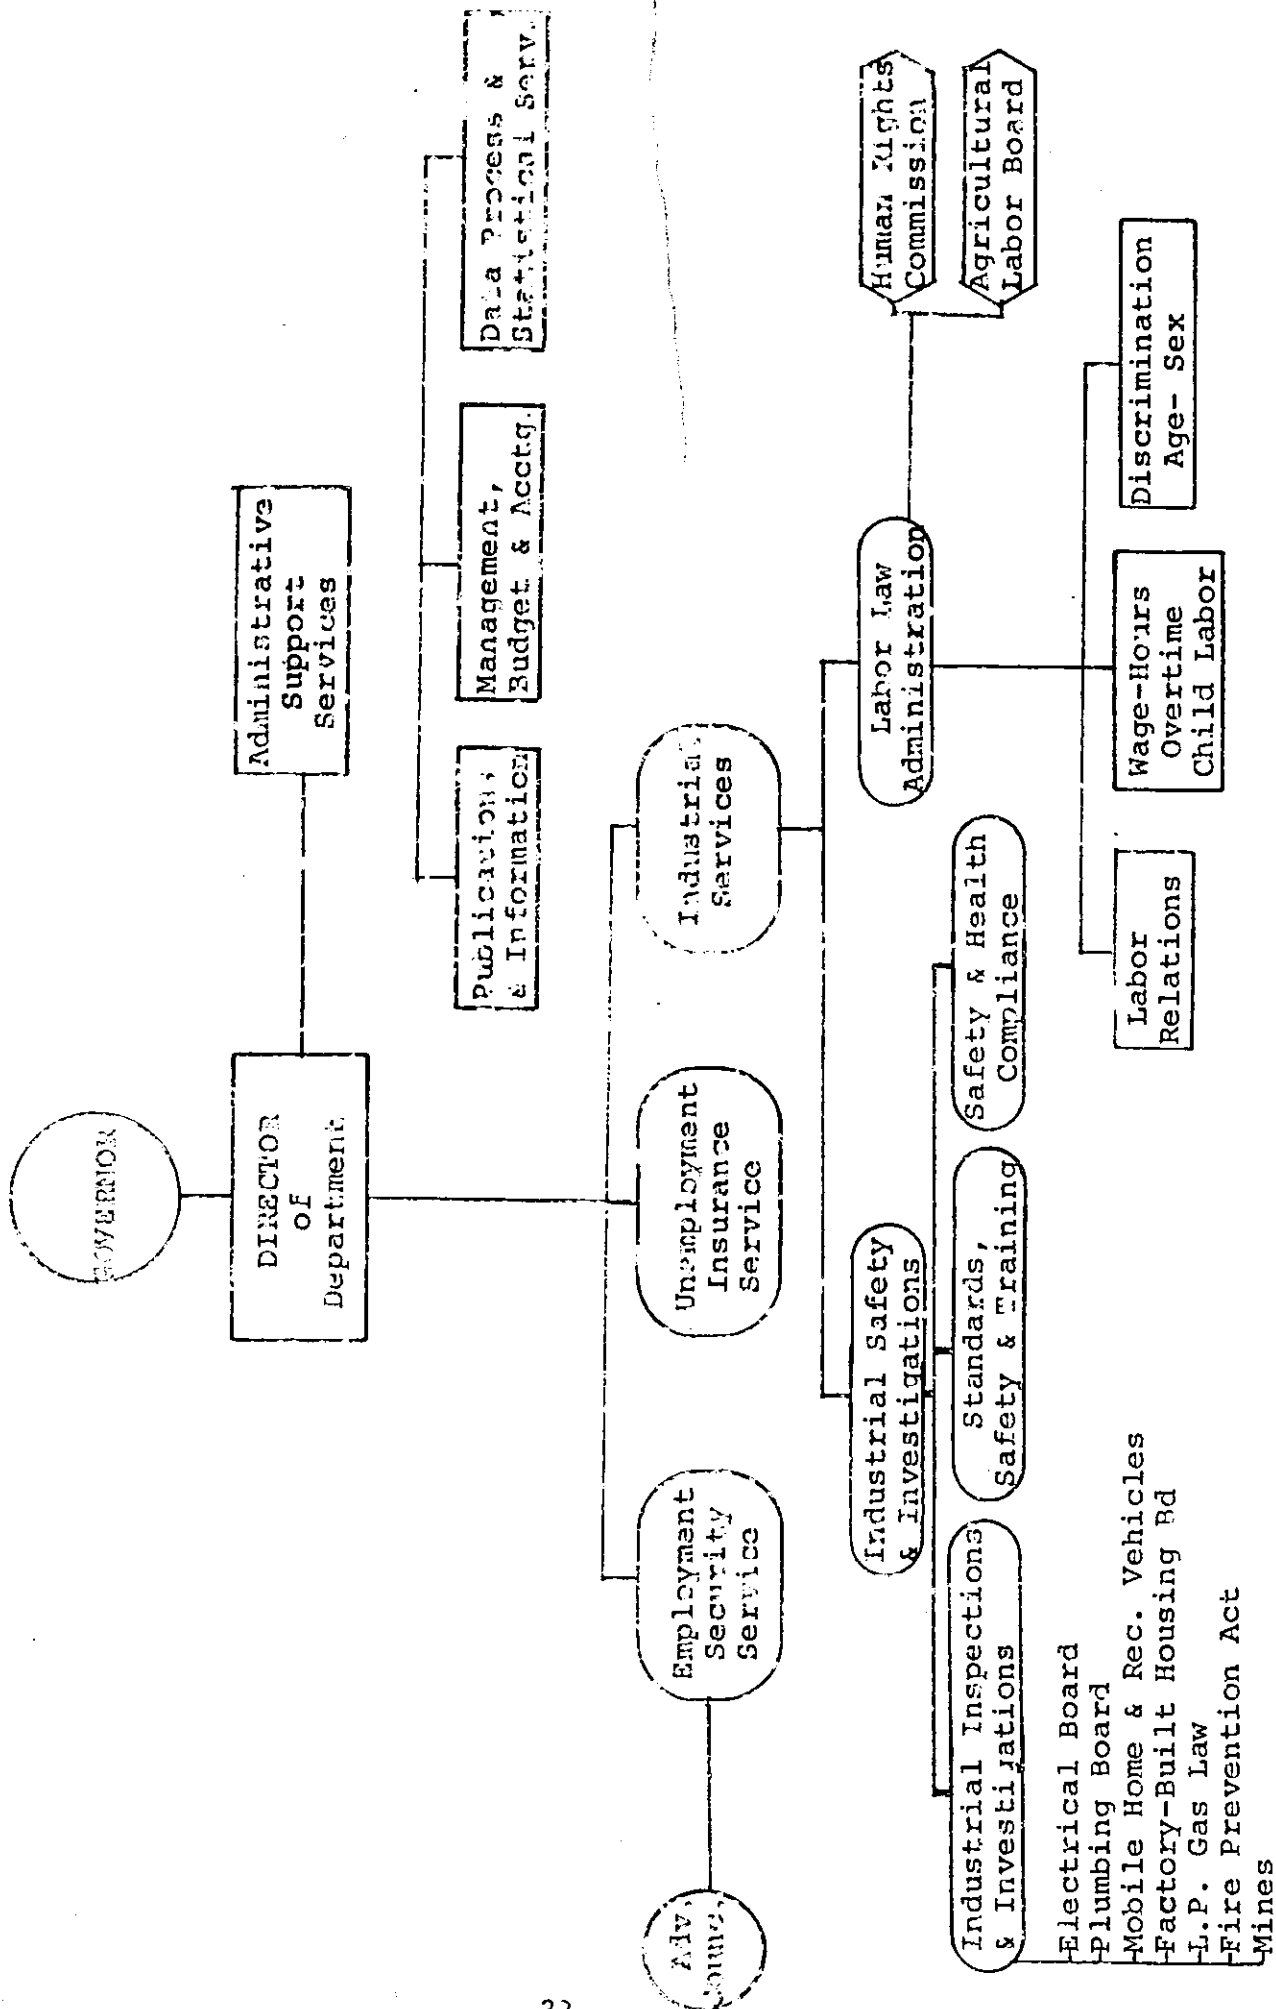 GOVERNOR
DIRECTOR
of
Department
Administrative
Support
Services
Publications
& Information
Management,
Budget & Acctg.
Data Process &
Statistical Serv.
Adv.
Employment
Security
Service
Unemployment
Insurance
Service
Industrial
Services
Industrial Safety
& Investigations
Labor Law
Administration
Human Rights
Commission
Agricultural
Labor Board
Industrial Inspections
& Investigations
Standards,
Safety & Training
Safety & Health
Compliance
Electrical Board
Plumbing Board
Mobile Home & Rec. Vehicles
Factory-Built Housing Bd
L.P. Gas Law
Fire Prevention Act
Mines
Labor
Relations
Wage-Hours
Overtime
Child Labor
Discrimination
Age- Sex